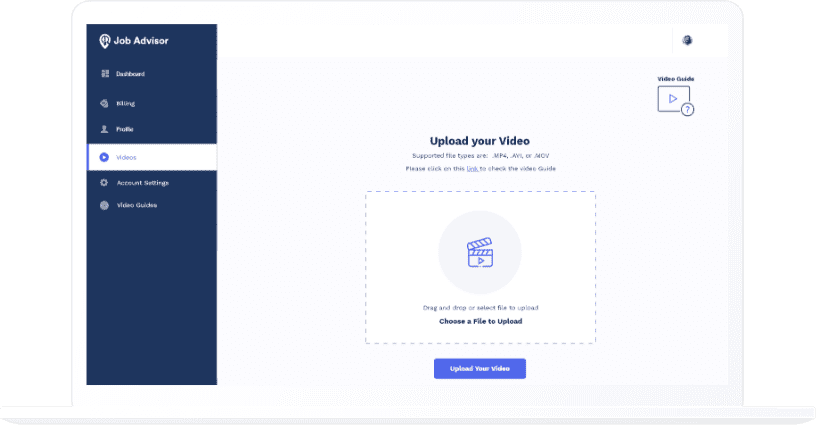 Job Advisor
Dashboard
Billing
Profile
Videos
Account Settings
Video Guides
Video Guide
?
Upload your Video
Supported file types are: .MP4, .AVI, or .MOV
Please click on this link to check the video Guide
Drag and drop or select file to upload
Choose a File to Upload
Upload Your Video